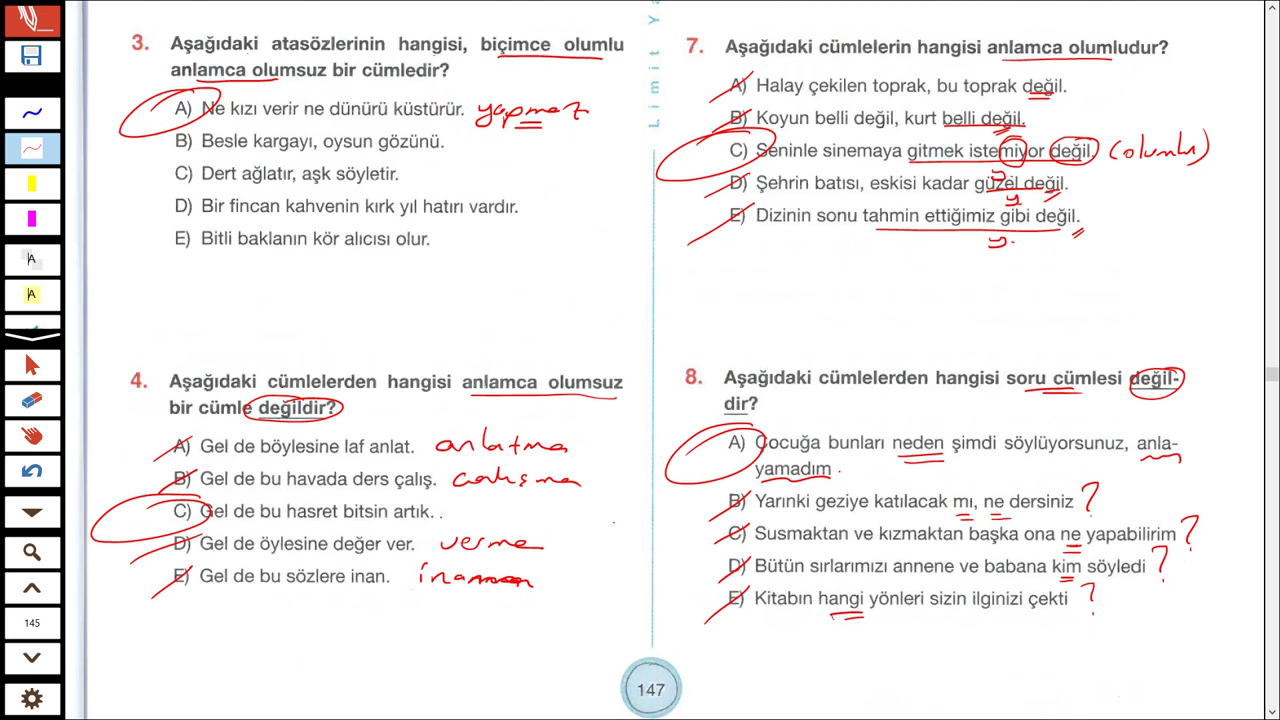 3. Aşağıdaki atasözlerinin hangisi, biçimce olumlu
anlamca olumsuz bir cümledir?
A) Ne kızı verir ne dünürü küstürür. yapmaz
B) Besle kargayı, oysun gözünü.
C) Dert ağlatır, aşk söyletir.
D) Bir fincan kahvenin kırk yıl hatırı vardır.
E) Bitli baklanın kör alıcısı olur.
4. Aşağıdaki cümlelerden hangisi anlamca olumsuz
bir cümle değildir?
A) Gel de böylesine laf anlat. anlatma
B) Gel de bu havada ders çalış. çalışma
C) Gel de bu hasret bitsin artık.
D) Gel de öylesine değer ver. verme
E) Gel de bu sözlere inan.
Limit Ya
7. Aşağıdaki cümlelerin hangisi anlamca olumludur?
A) Halay çekilen toprak, bu toprak değil.
B) Koyun belli değil, kurt belli değil.
C) Seninle sinemaya gitmek istemiyor değil. (olumlu)
D) Şehrin batısı, eskisi kadar güzel değil.
y
E) Dizinin sonu tahmin ettiğimiz gibi değil.
y.
8. Aşağıdaki cümlelerden hangisi soru cümlesi değil-
dir?
A) Çocuğa bunları neden şimdi söylüyorsunuz, anla-
yamadım
B) Yarınki geziye katılacak mı, ne dersiniz ?
C) Susmaktan ve kızmaktan başka ona ne yapabilirim ?
D) Bütün sırlarımızı annene ve babana kim söyledi ?
E) Kitabın hangi yönleri sizin ilginizi çekti ?
147
A
A
145